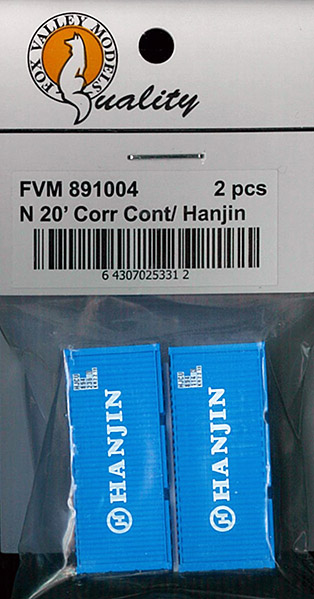 FOX VALLEY MODELS
Quality
FVM 891004 2 pcs
N 20' Corr Cont/ Hanjin
6 4307025331 2
HANJIN
HANJIN